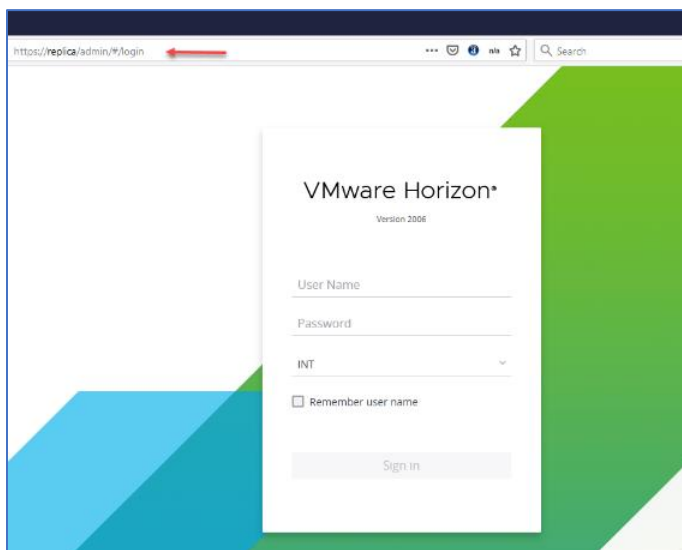 https://replica/admin/#/login
Search
VMware Horizon®
Version 2006
User Name
Password
INT
Remember user name
Sign in